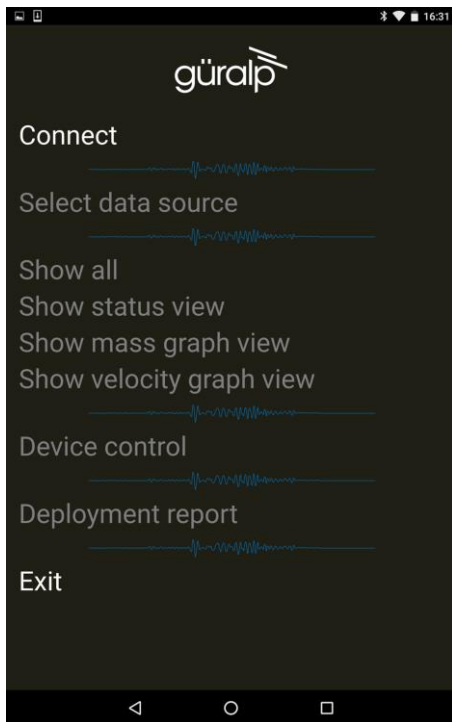 16:31
güralp
Connect
Select data source
Show all
Show status view
Show mass graph view
Show velocity graph view
Device control
Deployment report
Exit